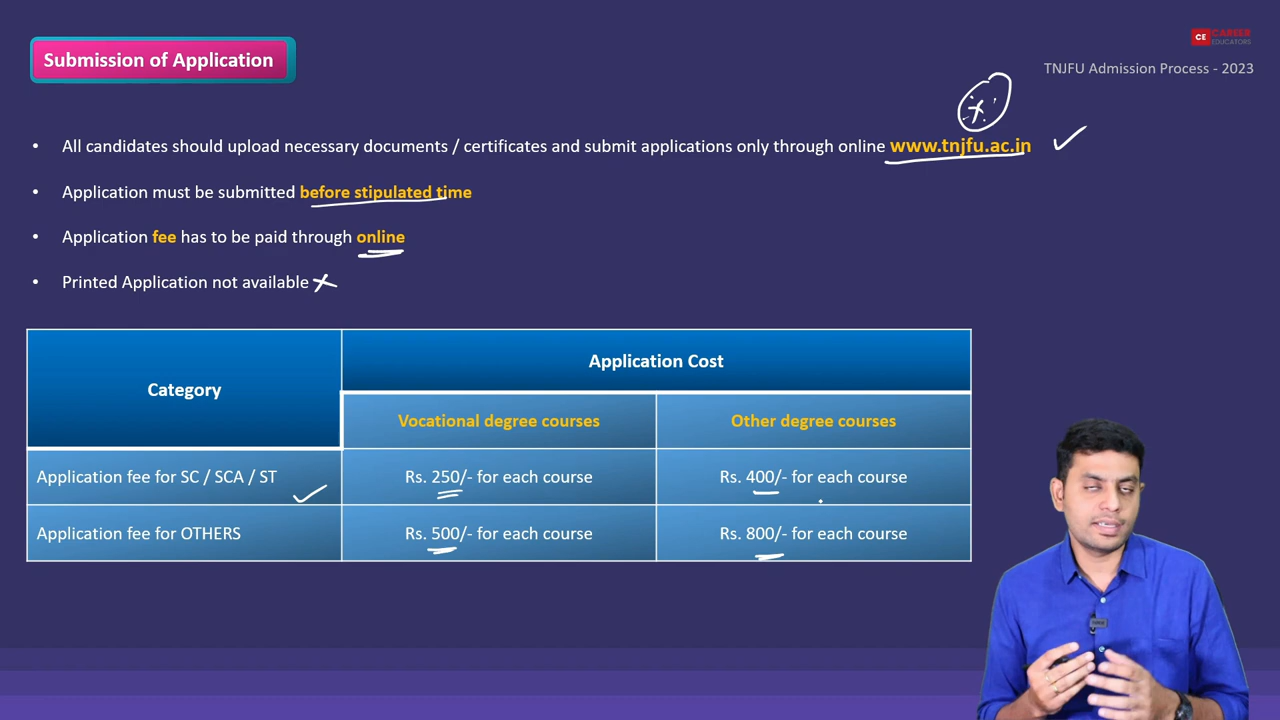 Submission of Application
CE CAREER
EDUCATORS
TNJFU Admission Process - 2023
• All candidates should upload necessary documents / certificates and submit applications only through online www.tnjfu.ac.in
• Application must be submitted before stipulated time
• Application fee has to be paid through online
• Printed Application not available
Category
Application Cost
Vocational degree courses
Other degree courses
Application fee for SC / SCA / ST
Rs. 250/- for each course
Rs. 400/- for each course
Application fee for OTHERS
Rs. 500/- for each course
Rs. 800/- for each course